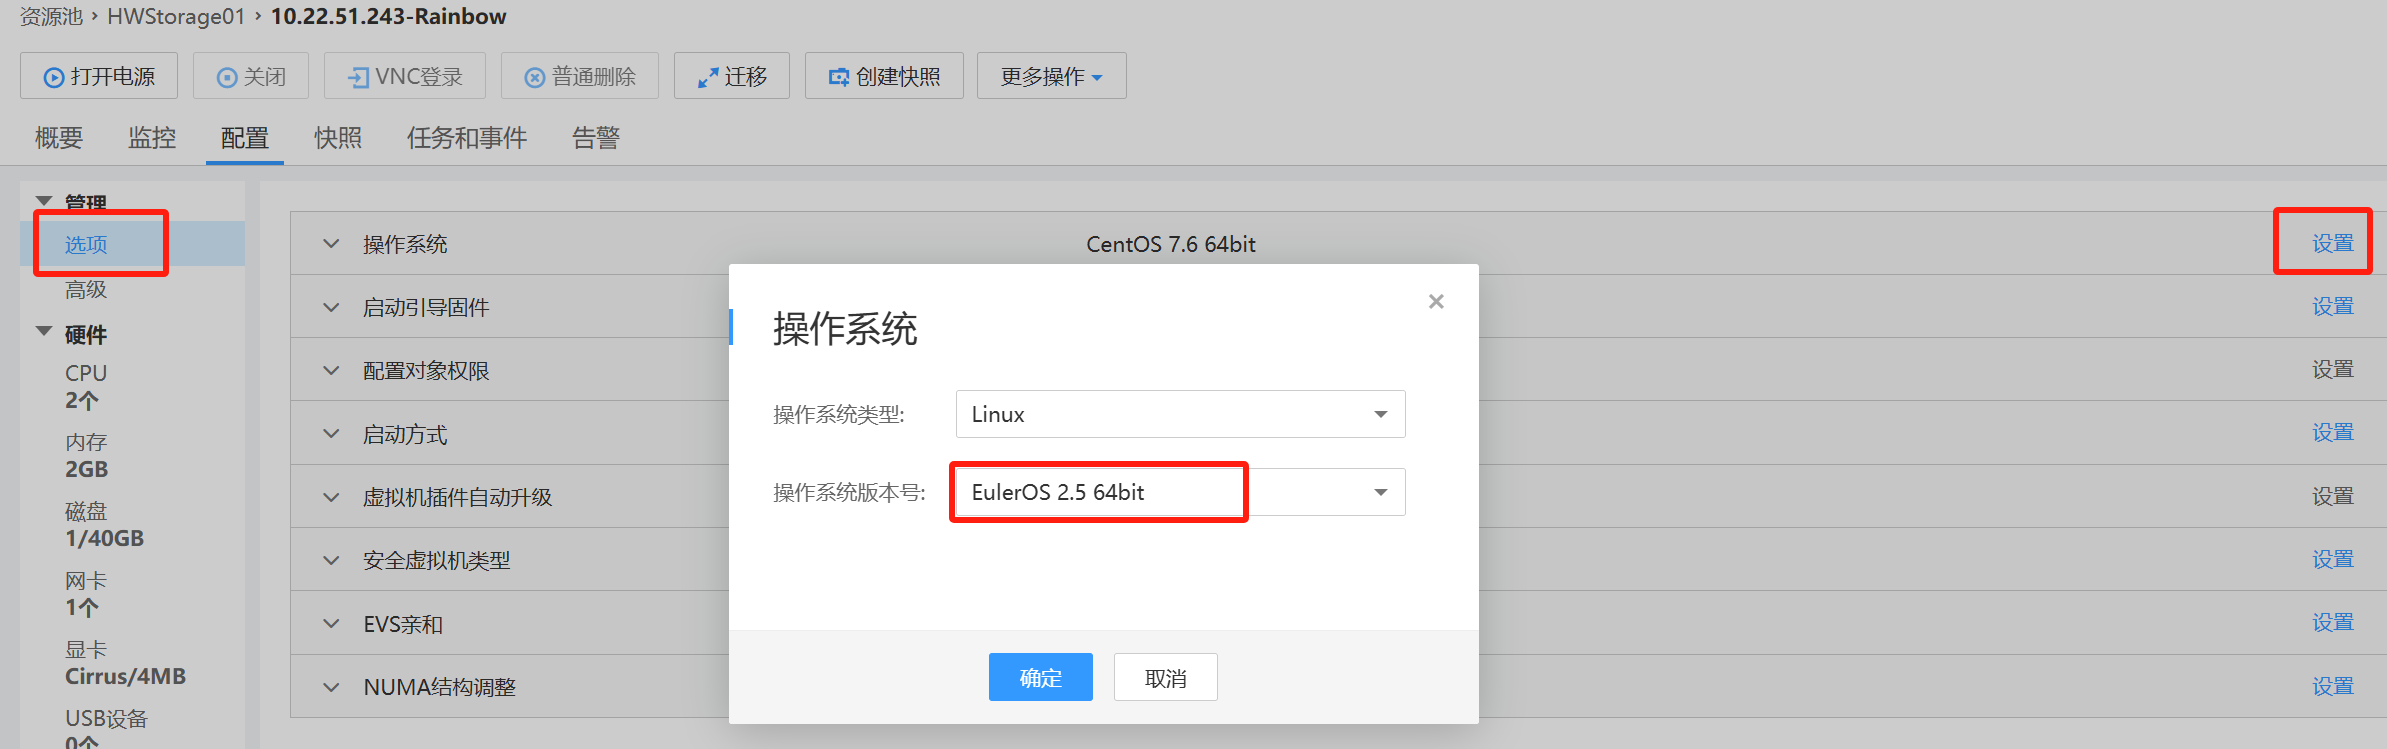 资源池 › HWStorage01 › 10.22.51.243-Rainbow
打开电源 关闭 VNC登录 普通删除 迁移 创建快照 更多操作
概要 监控 配置 快照 任务和事件 告警
管理
选项
高级
硬件
CPU
2个
内存
2GB
磁盘
1/40GB
网卡
1个
显卡
Cirrus/4MB
USB设备
0个
操作系统 CentOS 7.6 64bit 设置
启动引导固件 设置
配置对象权限 设置
启动方式 设置
虚拟机插件自动升级 设置
安全虚拟机类型 设置
EVS亲和 设置
NUMA结构调整 设置
操作系统 ×
操作系统类型: Linux
操作系统版本号: EulerOS 2.5 64bit
确定 取消